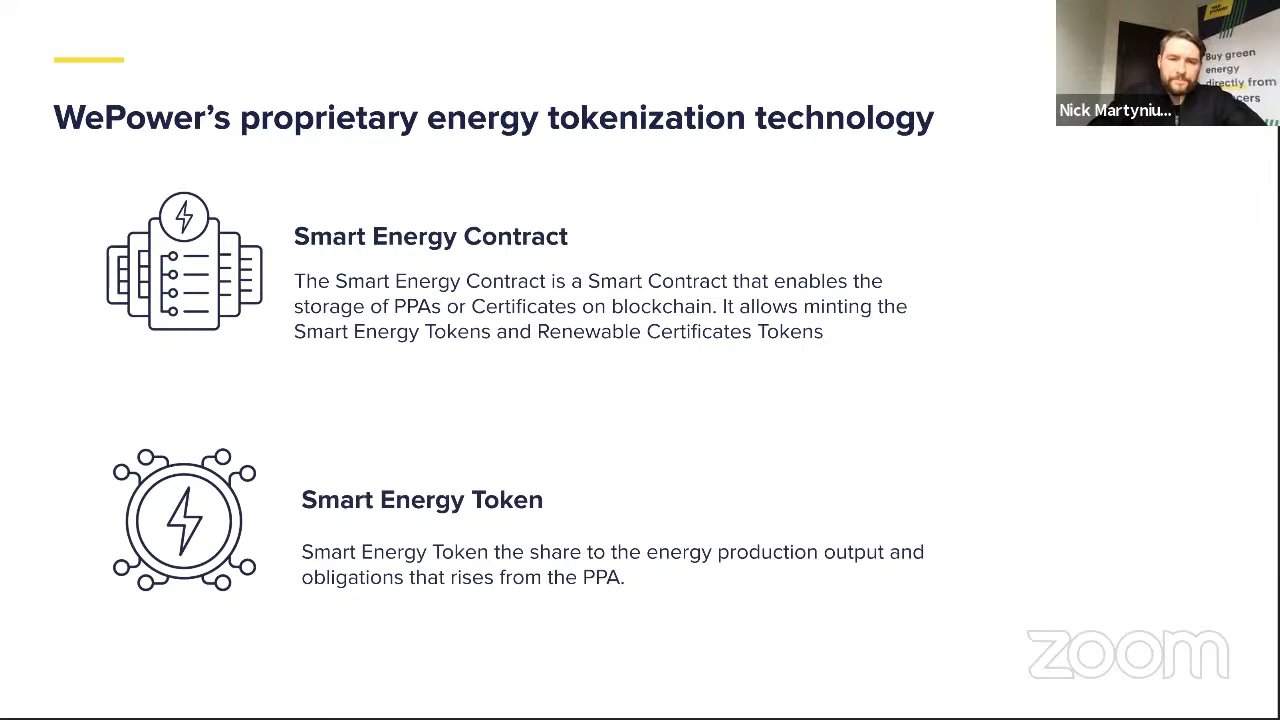 WePower’s proprietary energy tokenization technology
Smart Energy Contract
The Smart Energy Contract is a Smart Contract that enables the
storage of PPAs or Certificates on blockchain. It allows minting the
Smart Energy Tokens and Renewable Certificates Tokens
Smart Energy Token
Smart Energy Token the share to the energy production output and
obligations that rises from the PPA.
Buy green
energy
directly from
Nick Martyniu...
zoom